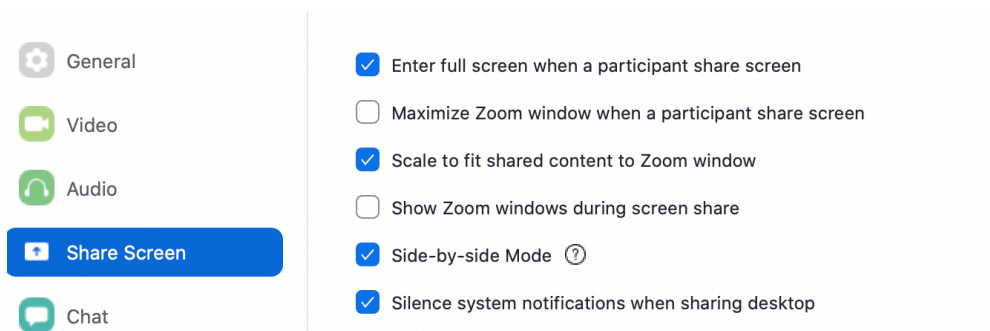 General
Video
Audio
Share Screen
Chat
Enter full screen when a participant share screen
Maximize Zoom window when a participant share screen
Scale to fit shared content to Zoom window
Show Zoom windows during screen share
Side-by-side Mode ?
Silence system notifications when sharing desktop